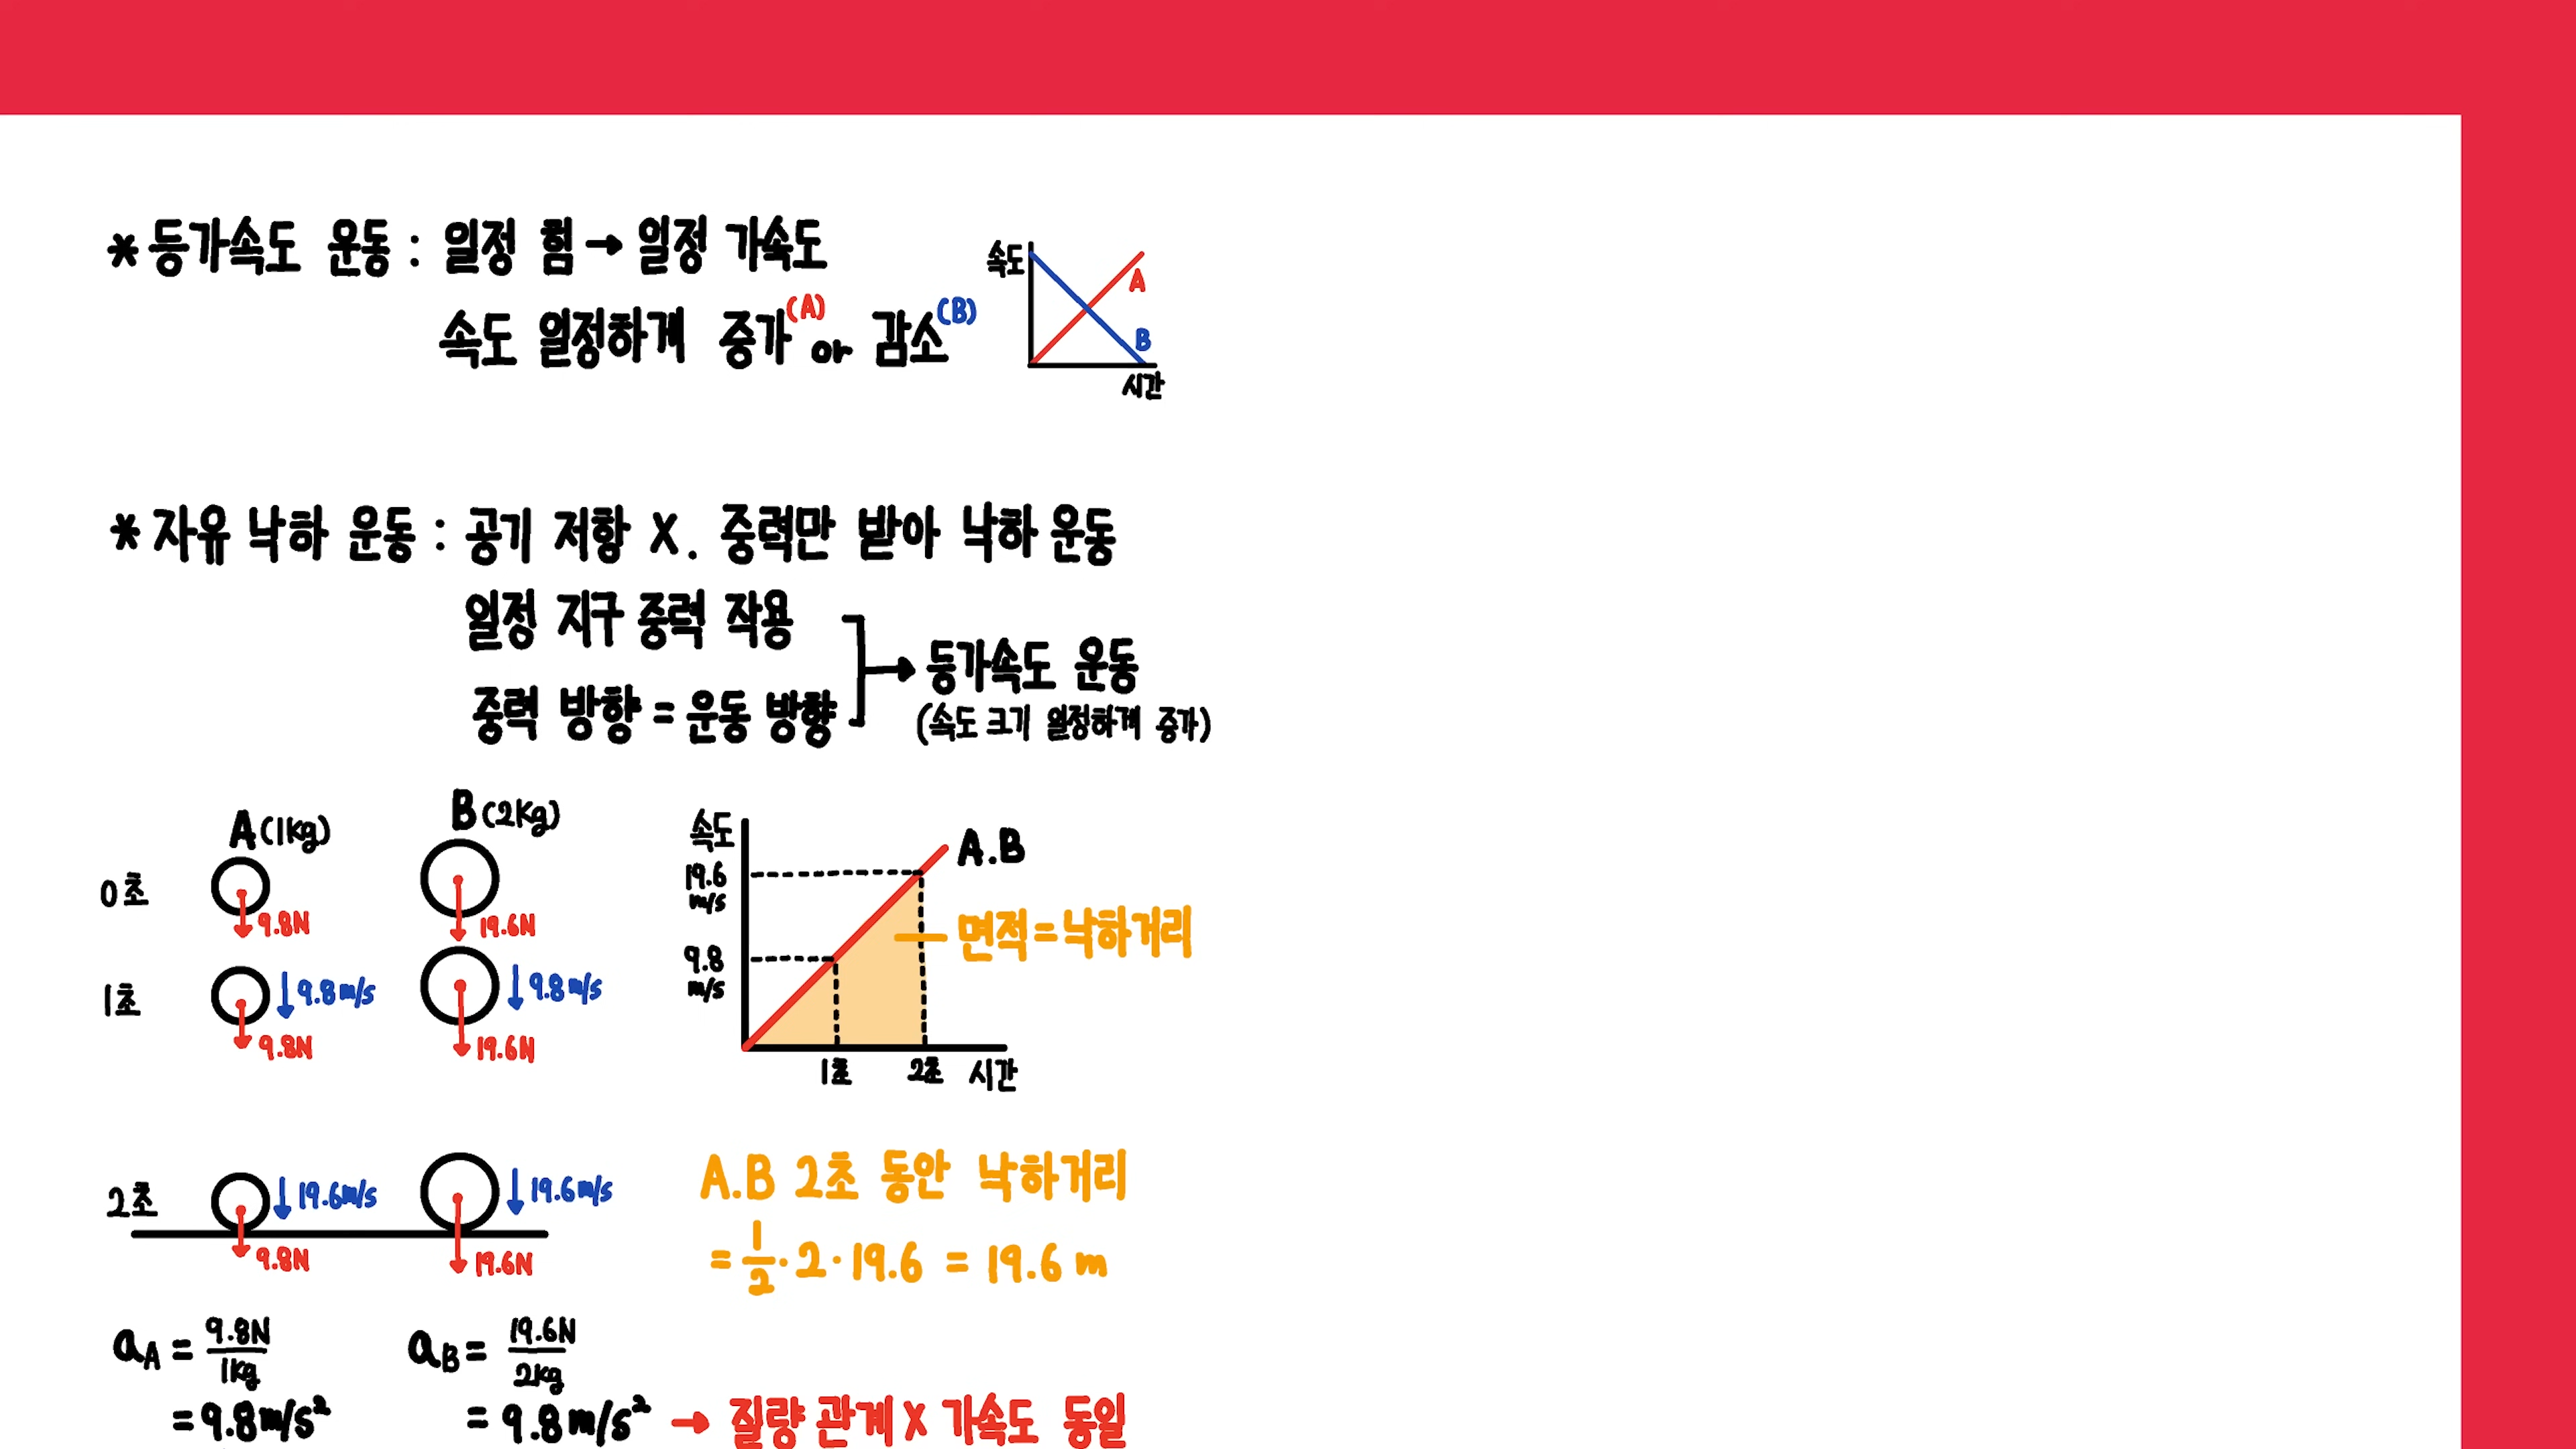 * 등가속도 운동 : 일정 힘 → 일정 가속도
속도 일정하게 증가(A) or 감소(B)
속도
A
B
시간
* 자유 낙하 운동 : 공기 저항 X. 중력만 받아 낙하 운동
일정 지구 중력 작용
중력 방향 = 운동 방향
→ 등가속도 운동
(속도 크기 일정하게 증가)
A(1kg)
B(2kg)
0초
9.8N
19.6N
1초
↓9.8m/s
9.8N
↓9.8m/s
19.6N
2초
↓19.6m/s
9.8N
↓19.6m/s
19.6N
속도
19.6 m/s
9.8 m/s
A.B
면적=낙하거리
1초 2초 시간
A.B 2초 동안 낙하거리
= 1/2 · 2 · 19.6 = 19.6 m
aA = 9.8N/1kg
= 9.8m/s²
aB = 19.6N/2kg
= 9.8m/s² → 질량 관계 X 가속도 동일